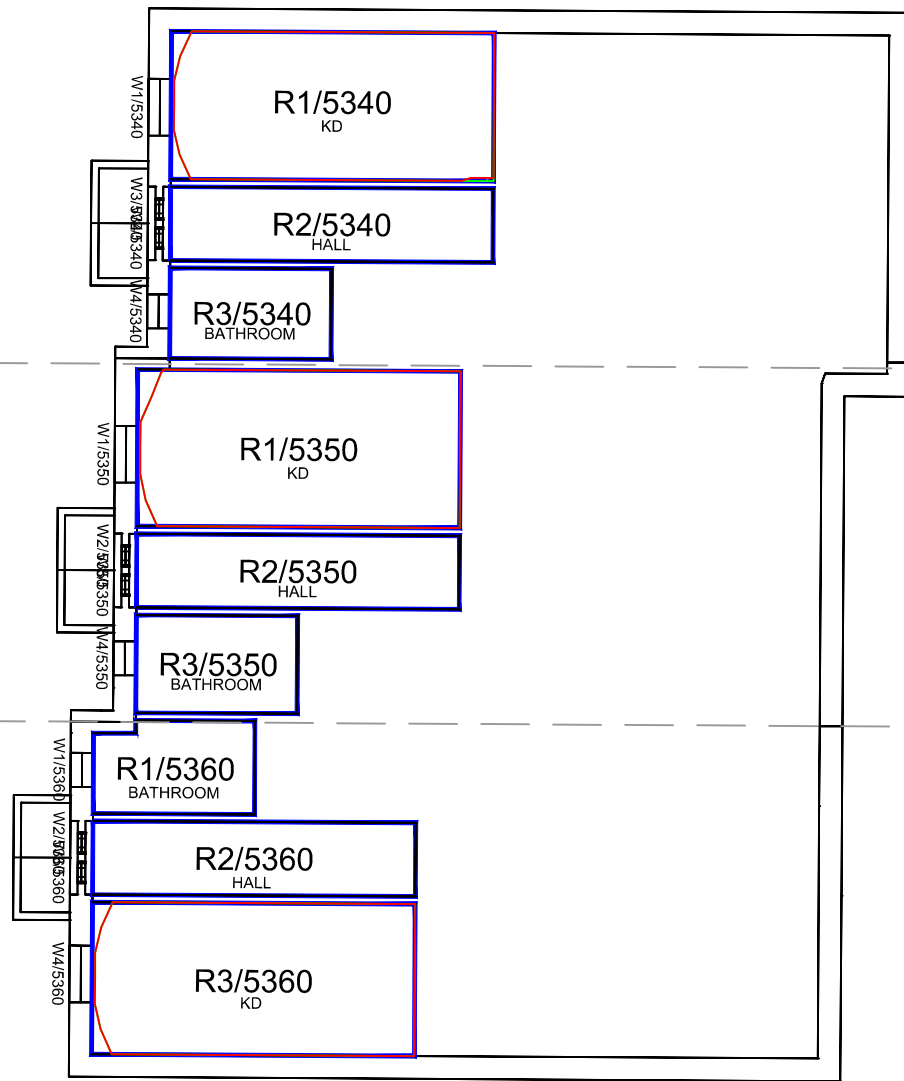 W1/5340
R1/5340
KD
R2/5340
HALL
W4/5340
R3/5340
BATHROOM
W1/5350
R1/5350
KD
R2/5350
HALL
W4/5350
R3/5350
BATHROOM
W1/5360
R1/5360
BATHROOM
R2/5360
HALL
W4/5360
R3/5360
KD